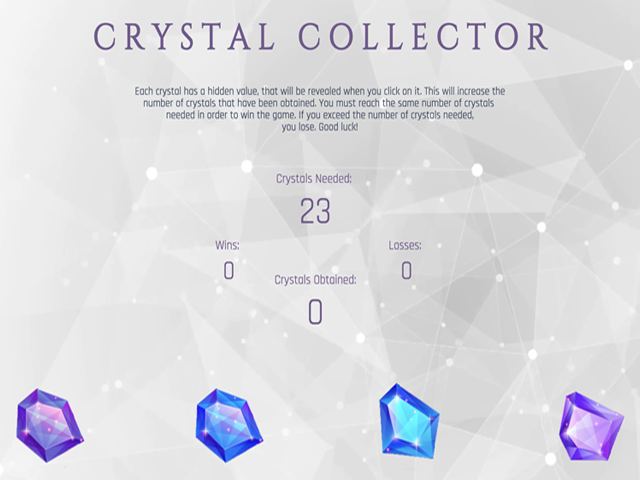 CRYSTAL COLLECTOR
Each crystal has a hidden value, that will be revealed when you click on it. This will increase the
number of crystals that have been obtained. You must reach the same number of crystals
needed in order to win the game. If you exceed the number of crystals needed,
you lose. Good luck!
Crystals Needed:
23
Wins:
0
Losses:
0
Crystals Obtained:
0